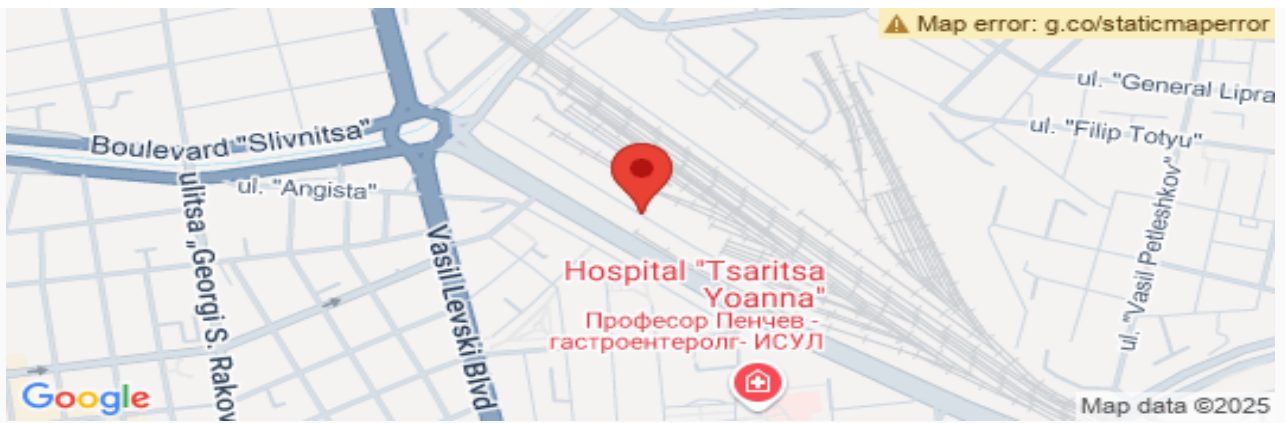 Map error: g.co/staticmaperror
ul. "General Lipra
ul. "Filip Totyu"
Boulevard "Slivnitsa"
ul. "Angista"
ulitsa „Georgi S. Rakov
Vasil Levski Blvd
ul. "Vasil Petleshkov"
Hospital "Tsaritsa
Yoanna"
Професор Пенчев -
гастроентеролг- ИСУЛ
Google
Map data ©2025